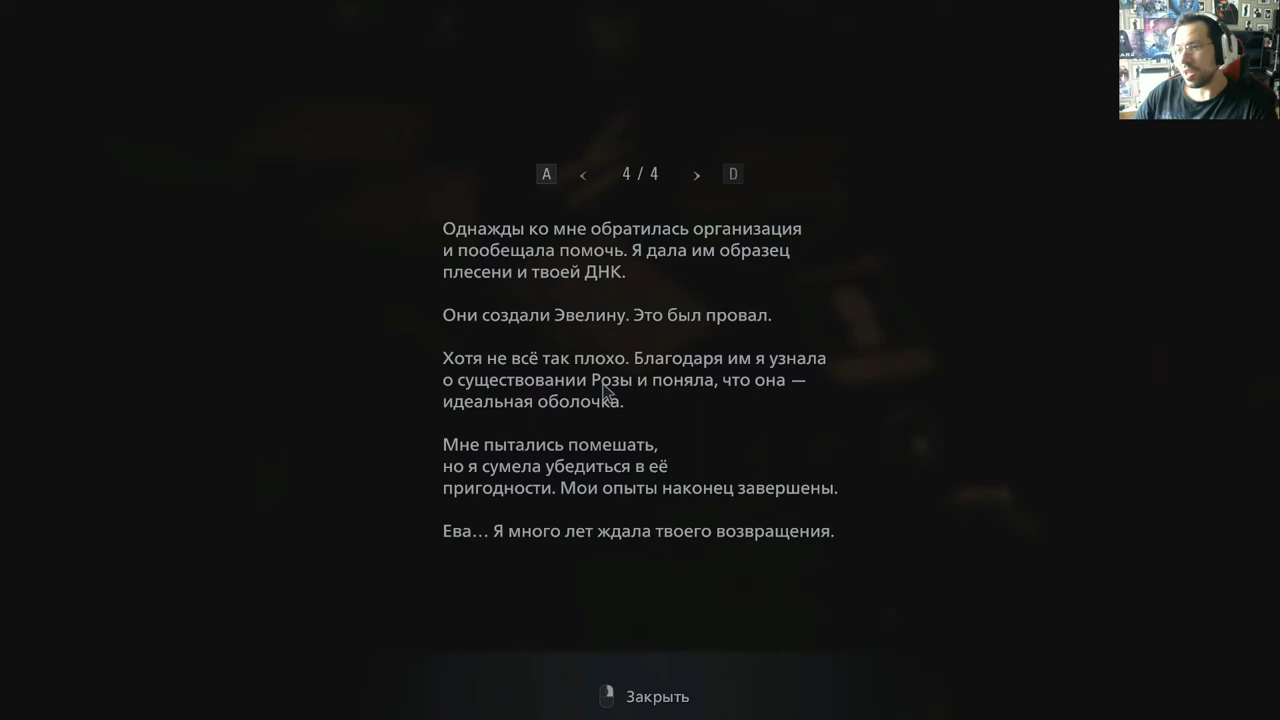 A < 4 / 4 > D
Однажды ко мне обратилась организация
и пообещала помочь. Я дала им образец
плесени и твоей ДНК.
Они создали Эвелину. Это был провал.
Хотя не всё так плохо. Благодаря им я узнала
о существовании Розы и поняла, что она —
идеальная оболочка.
Мне пытались помешать,
но я сумела убедиться в её
пригодности. Мои опыты наконец завершены.
Ева... Я много лет ждала твоего возвращения.
Закрыть